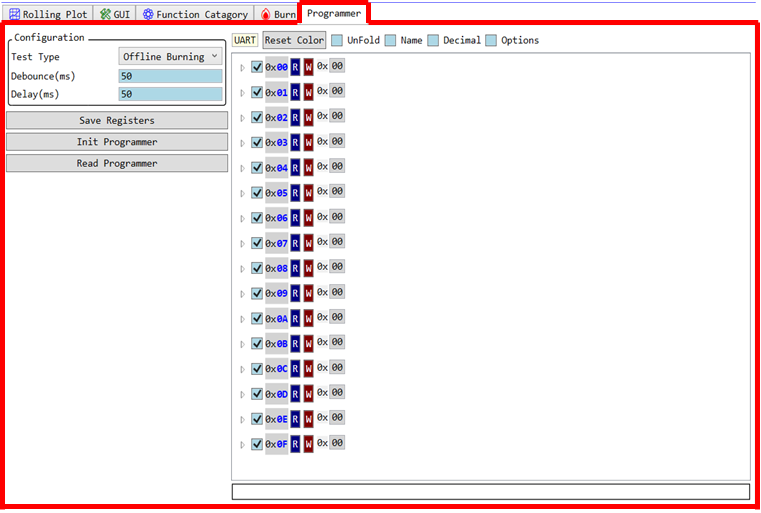 Rolling Plot GUI Function Catagory Burn Programmer
Configuration
Test Type Offline Burning
Debounce(ms) 50
Delay(ms) 50
Save Registers
Init Programmer
Read Programmer
UART Reset Color UnFold Name Decimal Options
0x00 R W 0x 00
0x01 R W 0x 00
0x02 R W 0x 00
0x03 R W 0x 00
0x04 R W 0x 00
0x05 R W 0x 00
0x06 R W 0x 00
0x07 R W 0x 00
0x08 R W 0x 00
0x09 R W 0x 00
0x0A R W 0x 00
0x0B R W 0x 00
0x0C R W 0x 00
0x0D R W 0x 00
0x0E R W 0x 00
0x0F R W 0x 00